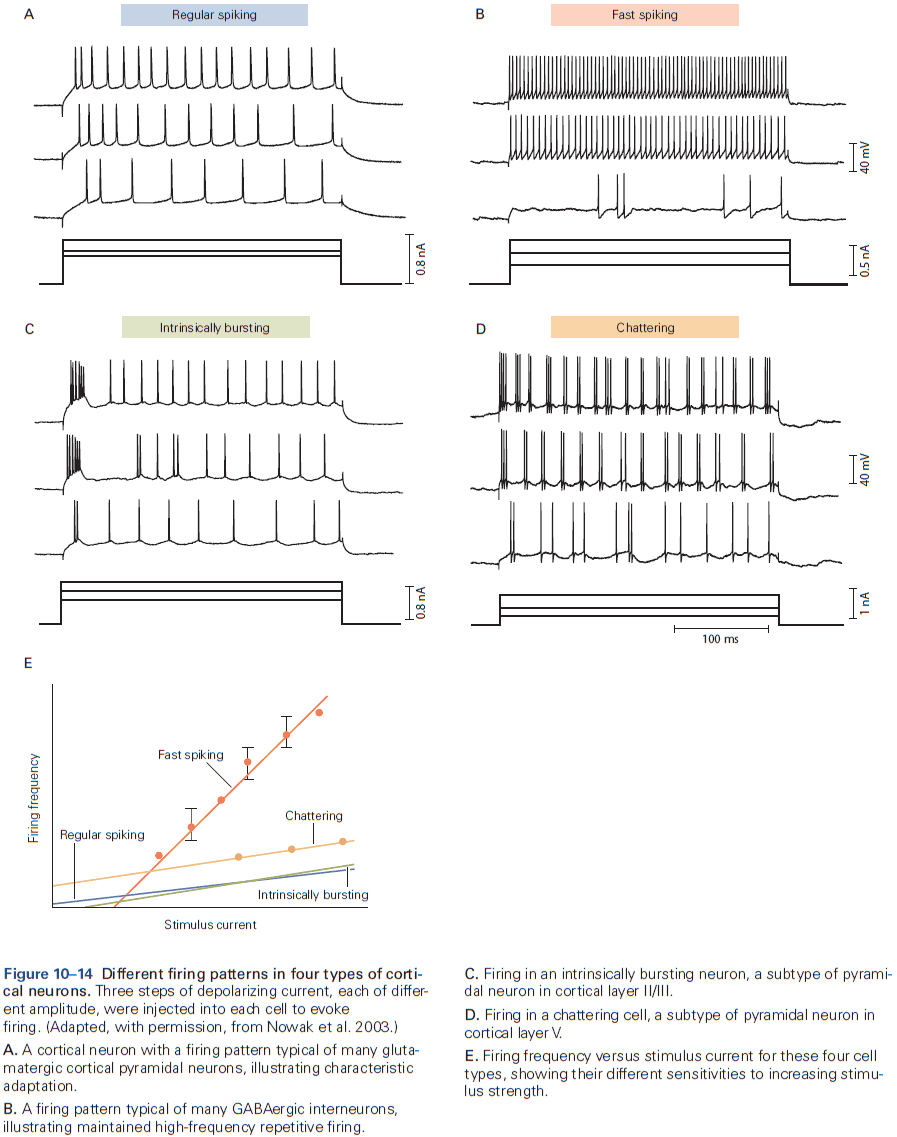 A
Regular spiking
0.8 nA
B
Fast spiking
40 mV
0.5 nA
C
Intrinsically bursting
0.8 nA
D
Chattering
40 mV
1 nA
100 ms
E
Firing frequency
Fast spiking
Chattering
Regular spiking
Intrinsically bursting
Stimulus current
Figure 10–14 Different firing patterns in four types of corti-
cal neurons. Three steps of depolarizing current, each of differ-
ent amplitude, were injected into each cell to evoke
firing. (Adapted, with permission, from Nowak et al. 2003.)
A. A cortical neuron with a firing pattern typical of many gluta-
matergic cortical pyramidal neurons, illustrating characteristic
adaptation.
B. A firing pattern typical of many GABAergic interneurons,
illustrating maintained high-frequency repetitive firing.
C. Firing in an intrinsically bursting neuron, a subtype of pyrami-
dal neuron in cortical layer II/III.
D. Firing in a chattering cell, a subtype of pyramidal neuron in
cortical layer V.
E. Firing frequency versus stimulus current for these four cell
types, showing their different sensitivities to increasing stimu-
lus strength.